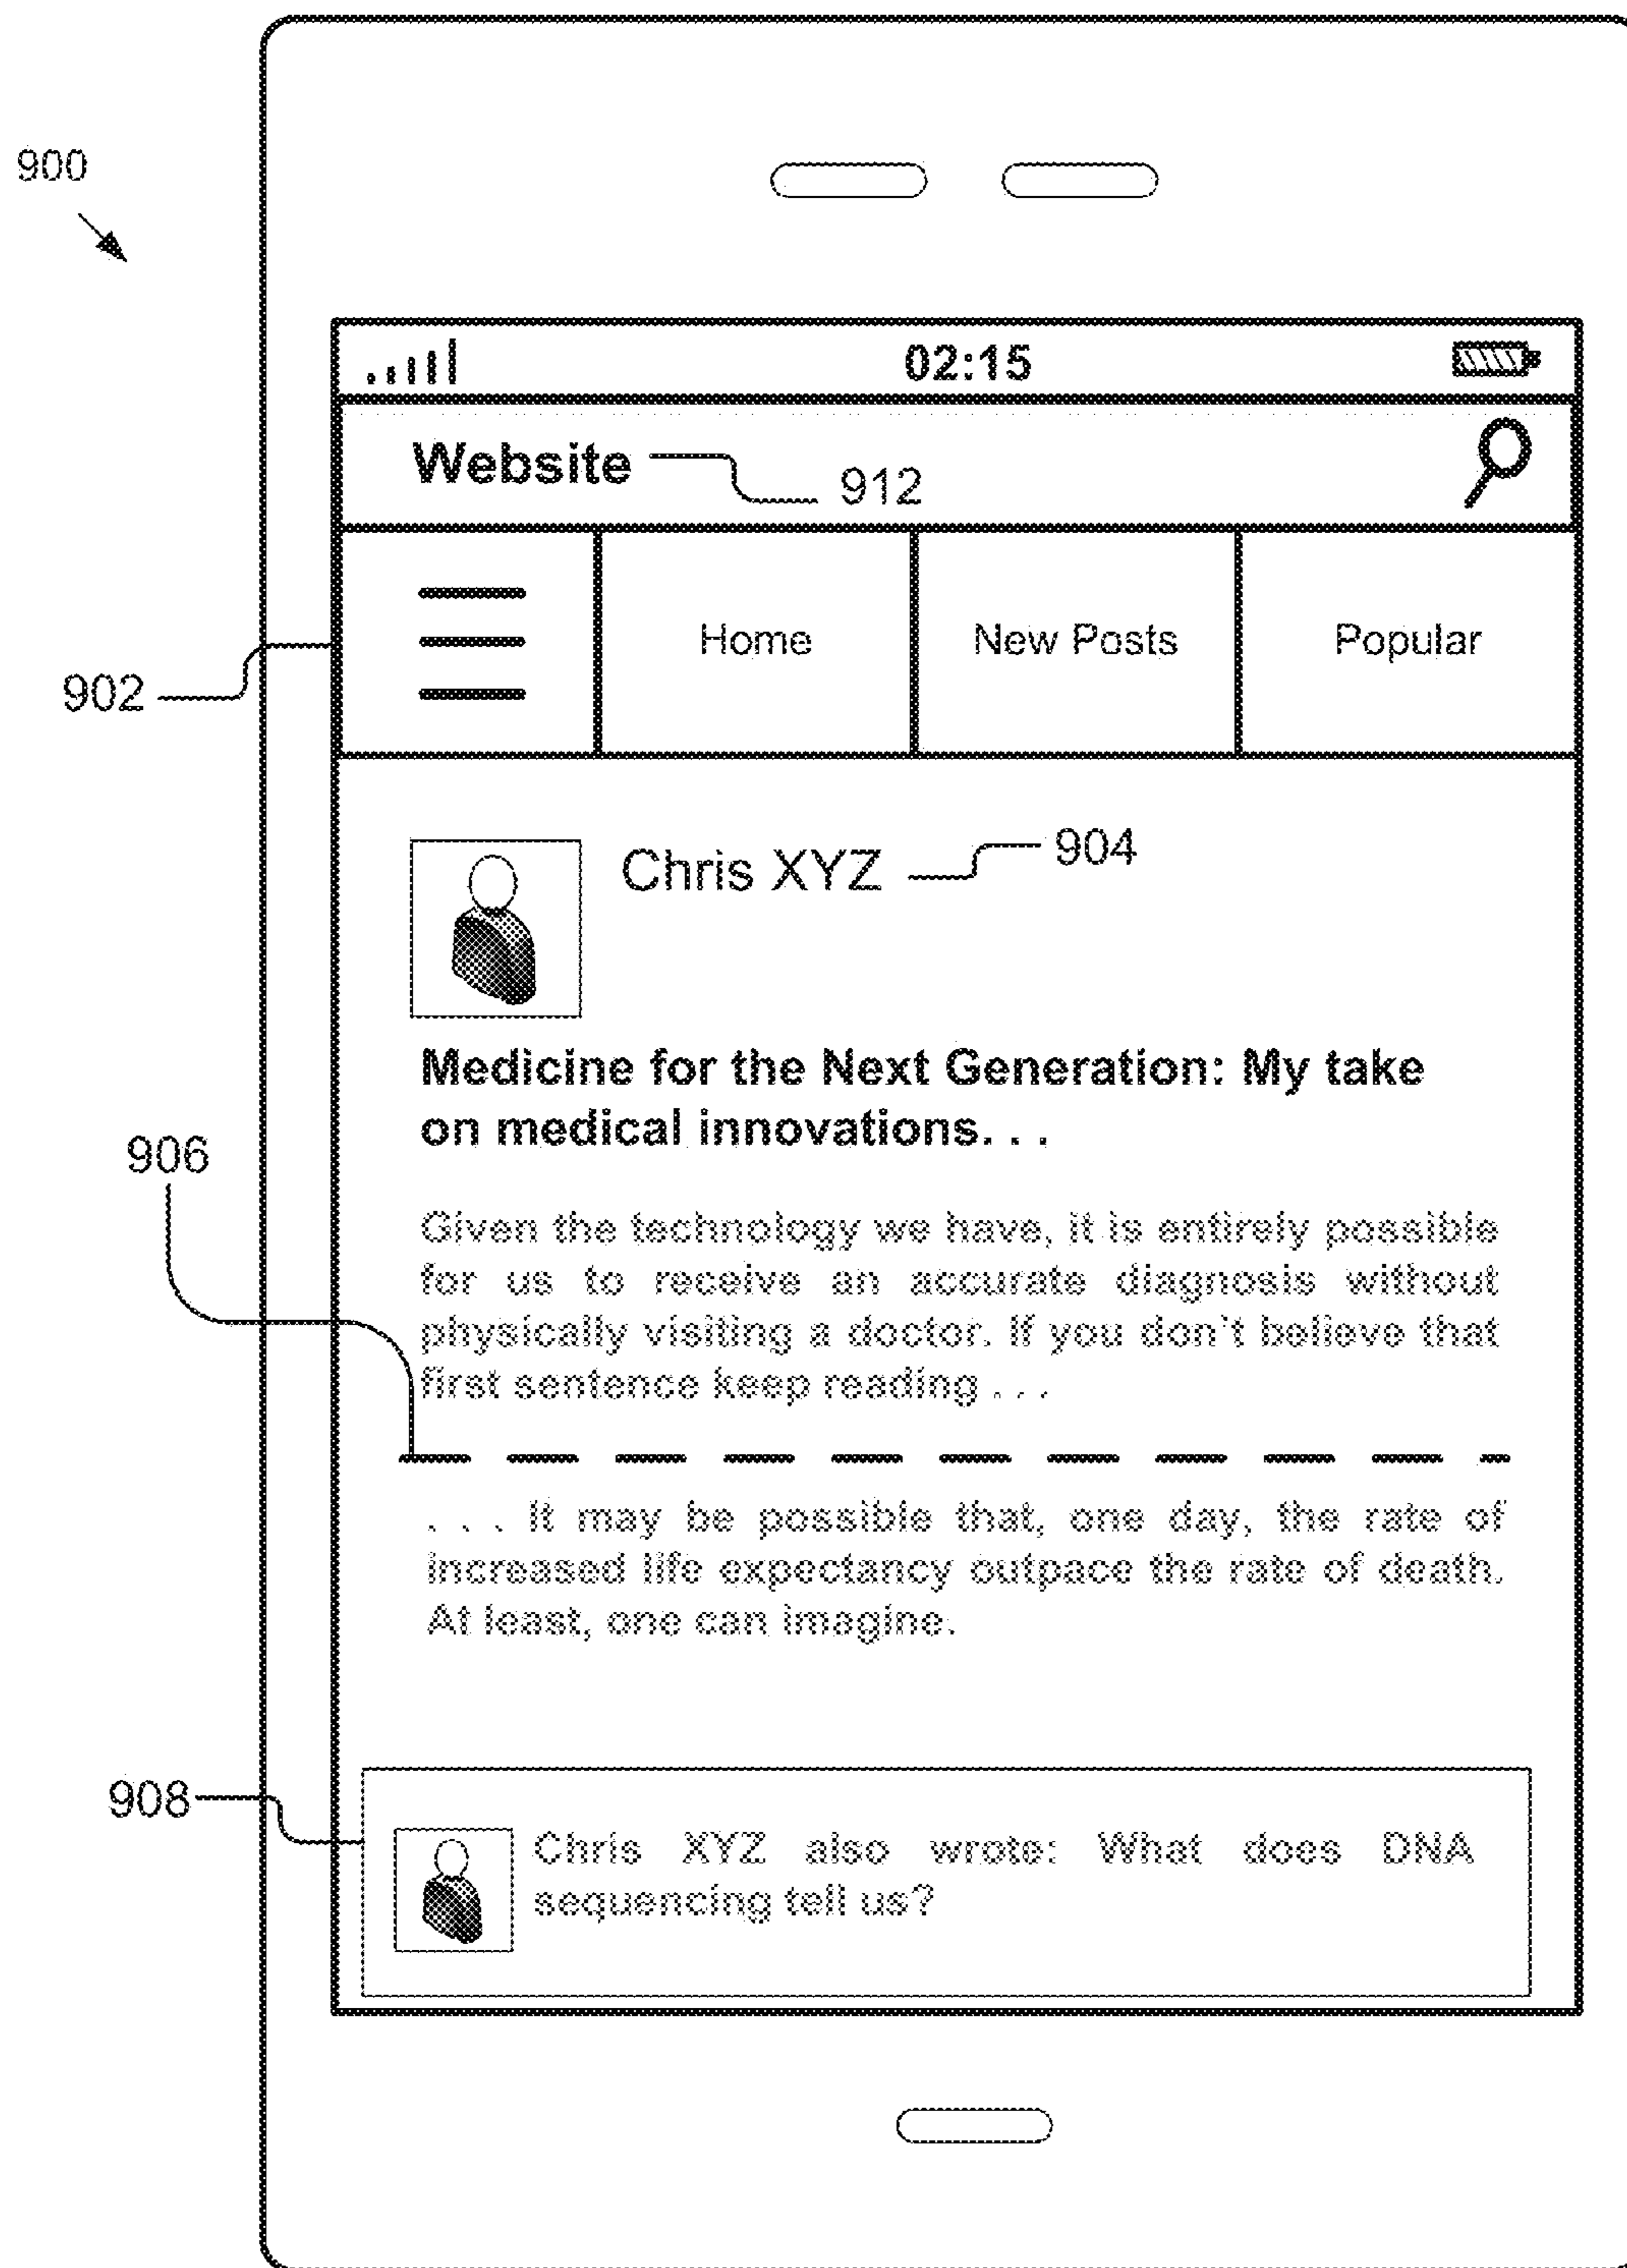 900
02:15
Website
912
Home
New Posts
Popular
902
Chris XYZ
904
Medicine for the Next Generation: My take
on medical innovations. . .
906
Given the technology we have, it is entirely possible
for us to receive an accurate diagnosis without
physically visiting a doctor. If you don't believe that
first sentence keep reading . . .
. . . It may be possible that, one day, the rate of
increased life expectancy outpace the rate of death.
At least, one can imagine.
908
Chris XYZ also wrote: What does DNA
sequencing tell us?